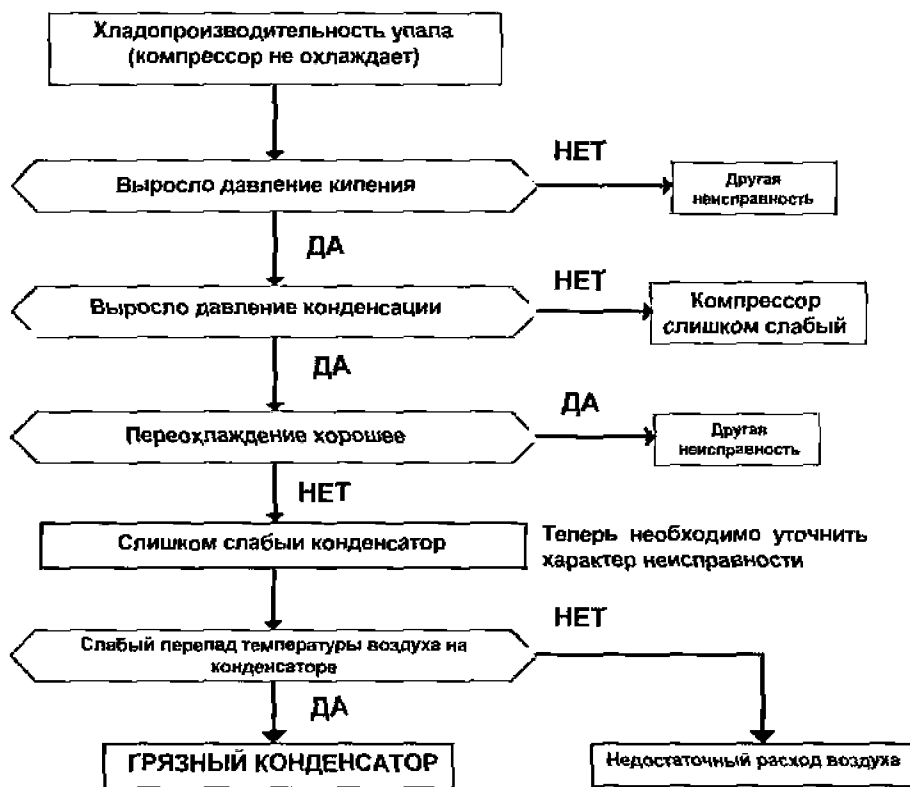 Хладопроизводительность упала
(компрессор не охлаждает)
НЕТ
Выросло давление кипения
Другая
неисправность
ДА
НЕТ
Выросло давление конденсации
Компрессор
слишком слабый
ДА
ДА
Переохлаждение хорошее
Другая
неисправность
НЕТ
Слишком слабыи конденсатор
Теперь необходимо уточнить
характер неисправности
НЕТ
Слабый перепад температуры воздуха на
конденсаторе
ДА
ГРЯЗНЫЙ КОНДЕНСАТОР
Недостаточный расход воздуха